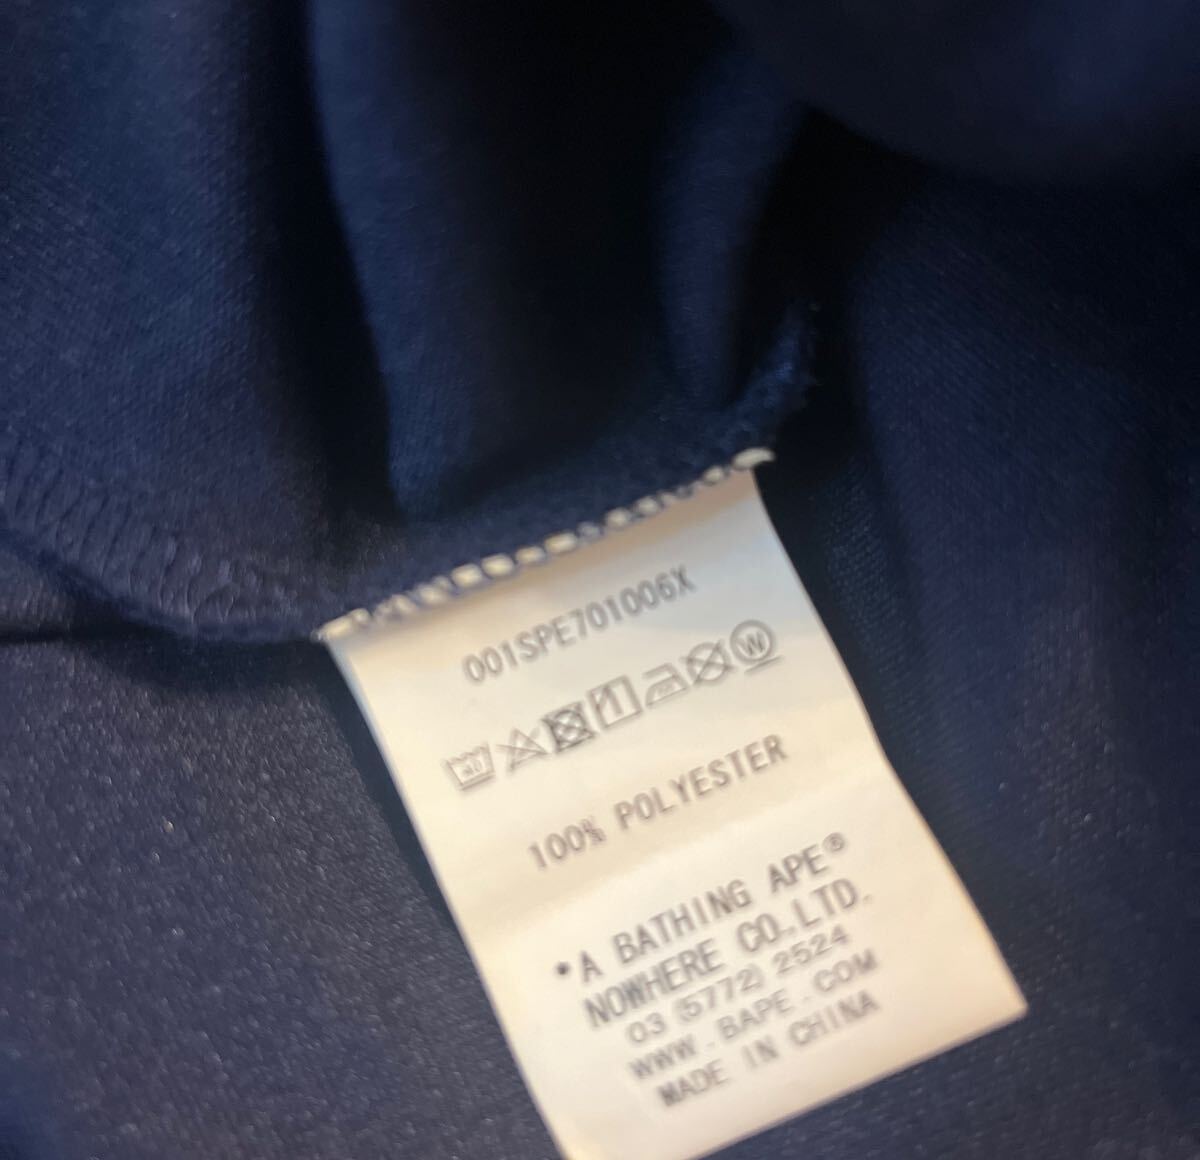 001SPE701006X
100% POLYESTER
•A BATHING APE®
NOWHERE CO.,LTD.
03 (5772) 2524
WWW.BAPE.COM
MADE IN CHINA